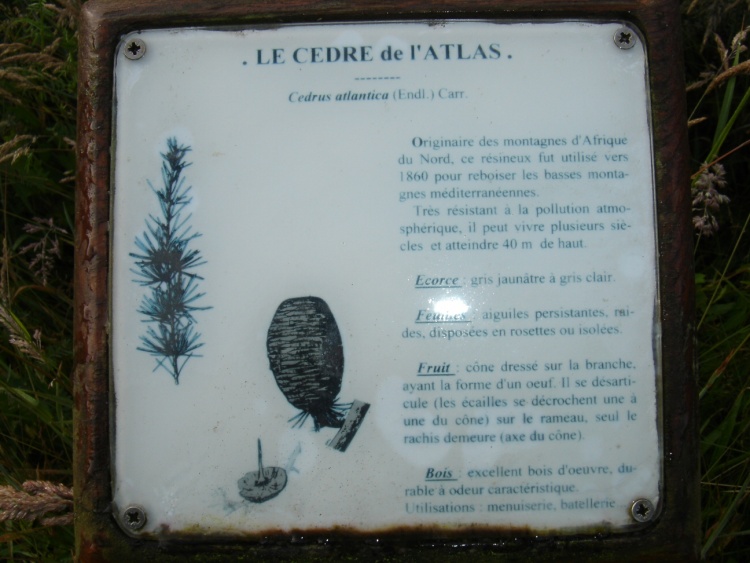 . LE CEDRE de l'ATLAS .
--------
Cedrus atlantica (Endl.) Carr.
Originaire des montagnes d'Afrique
du Nord, ce résineux fut utilisé vers
1860 pour reboiser les basses monta-
gnes méditerranéennes.
Très résistant à la pollution atmo-
sphérique, il peut vivre plusieurs siè-
cles et atteindre 40 m de haut.
Ecorce : gris jaunâtre à gris clair.
Feuilles : aiguilles persistantes, rai-
des, disposées en rosettes ou isolées.
Fruit : cône dressé sur la branche,
ayant la forme d'un oeuf. Il se désarti-
cule (les écailles se décrochent une à
une du cône) sur le rameau, seul le
rachis demeure (axe du cône).
Bois : excellent bois d'oeuvre, du-
rable à odeur caractéristique.
Utilisations : menuiserie, batellerie